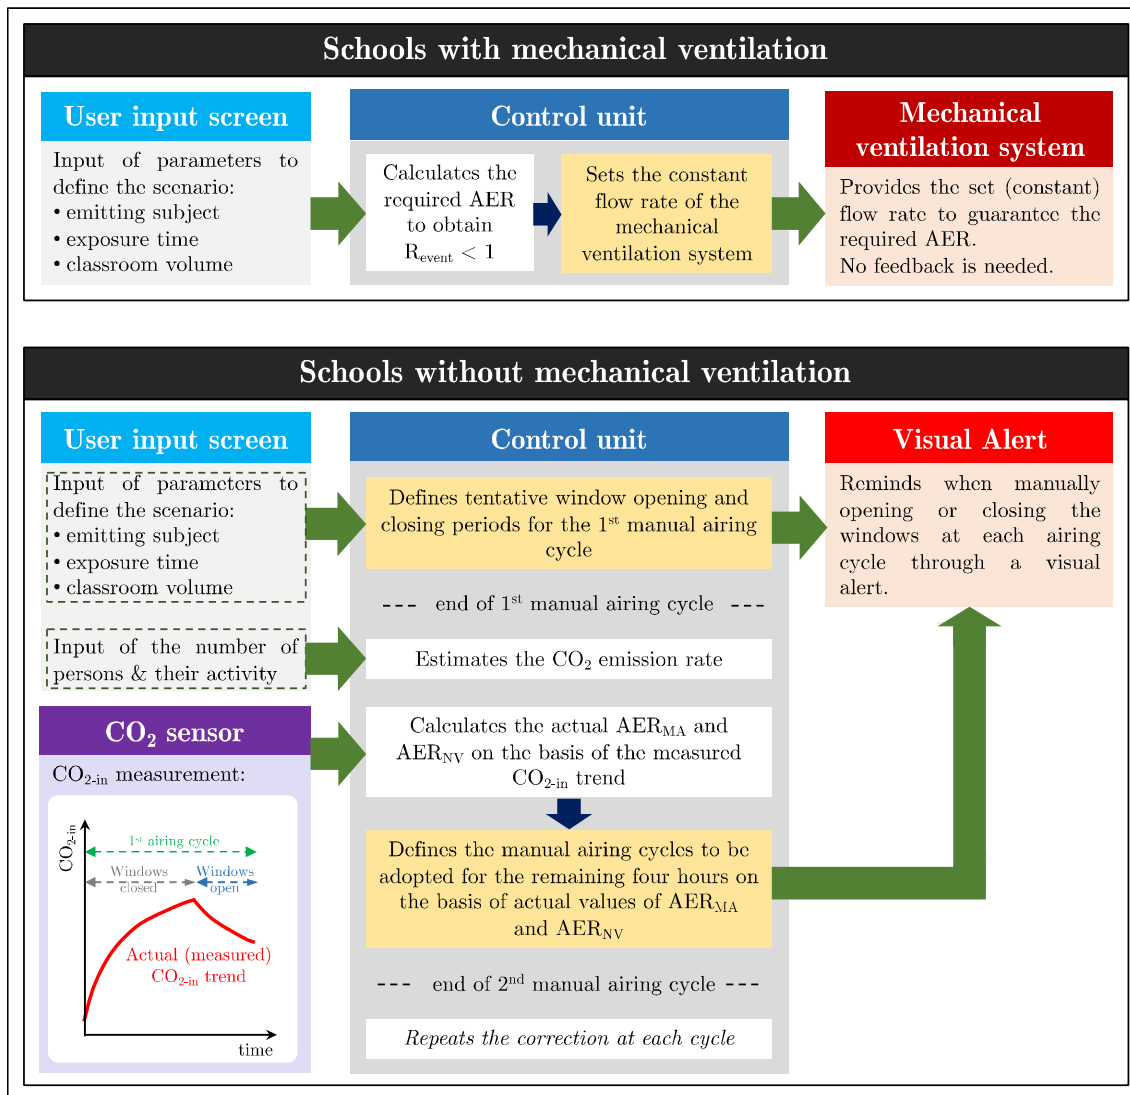 Schools with mechanical ventilation
User input screen
Input of parameters to
define the scenario:
• emitting subject
• exposure time
• classroom volume
Control unit
Calculates the
required AER
to obtain
R_event < 1
Sets the constant
flow rate of the
mechanical
ventilation system
Mechanical
ventilation system
Provides the set (constant)
flow rate to guarantee the
required AER.
No feedback is needed.
Schools without mechanical ventilation
User input screen
Input of parameters to
define the scenario:
• emitting subject
• exposure time
• classroom volume
Input of the number of
persons & their activity
CO₂ sensor
CO₂₋in measurement:
CO₂₋in
1st airing cycle
Windows
closed
Windows
open
Actual (measured)
CO₂₋in trend
time
Control unit
Defines tentative window opening and
closing periods for the 1st manual airing
cycle
--- end of 1st manual airing cycle ---
Estimates the CO₂ emission rate
Calculates the actual AER_MA and
AER_NV on the basis of the measured
CO₂₋in trend
Defines the manual airing cycles to be
adopted for the remaining four hours on
the basis of actual values of AER_MA
and AER_NV
--- end of 2nd manual airing cycle ---
Repeats the correction at each cycle
Visual Alert
Reminds when manually
opening or closing the
windows at each airing
cycle through a visual
alert.